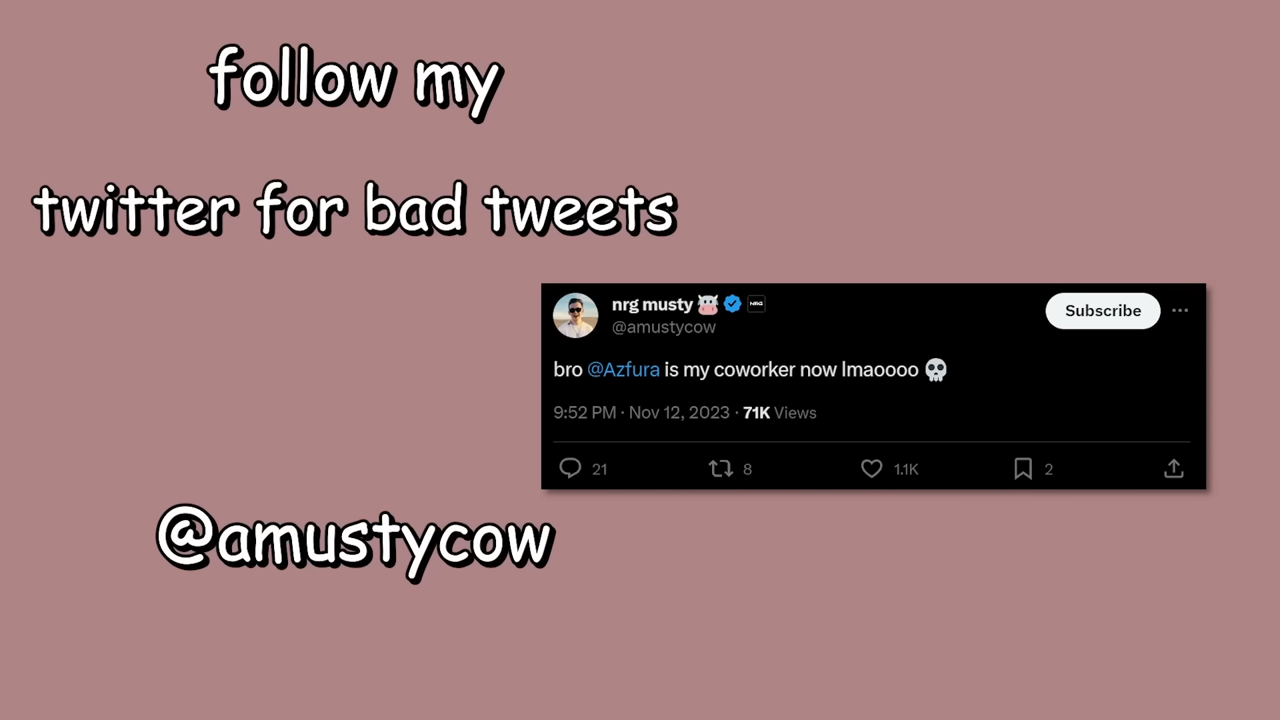 follow my
twitter for bad tweets
nrg musty 🐮 NRG
@amustycow
Subscribe
bro @Azfura is my coworker now lmaoooo 💀
9:52 PM · Nov 12, 2023 · 71K Views
21 8 1.1K 2
@amustycow